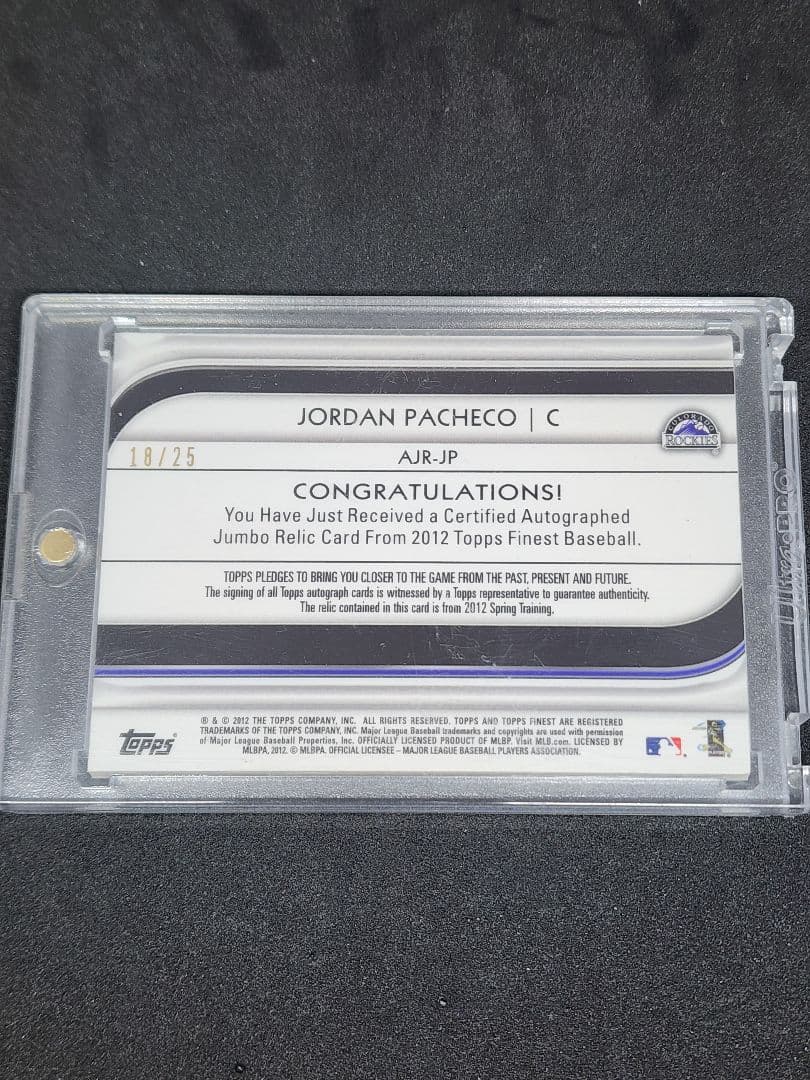 JORDAN PACHECO | C
COLORADO
ROCKIES
18/25
AJR-JP
CONGRATULATIONS!
You Have Just Received a Certified Autographed
Jumbo Relic Card From 2012 Topps Finest Baseball.
TOPPS PLEDGES TO BRING YOU CLOSER TO THE GAME FROM THE PAST, PRESENT AND FUTURE.
The signing of all Topps autograph cards is witnessed by a Topps representative to guarantee authenticity.
The relic contained in this card is from 2012 Spring Training.
® & © 2012 THE TOPPS COMPANY, INC. ALL RIGHTS RESERVED. TOPPS AND TOPPS FINEST ARE REGISTERED
TRADEMARKS OF THE TOPPS COMPANY, INC. Major League Baseball trademarks and copyrights are used with permission
of Major League Baseball Properties, Inc. OFFICIALLY LICENSED PRODUCT OF MLBP. Visit MLB.com. LICENSED BY
MLBPA, 2012. © MLBPA. OFFICIAL LICENSEE – MAJOR LEAGUE BASEBALL PLAYERS ASSOCIATION.
Topps
Ultra PRO